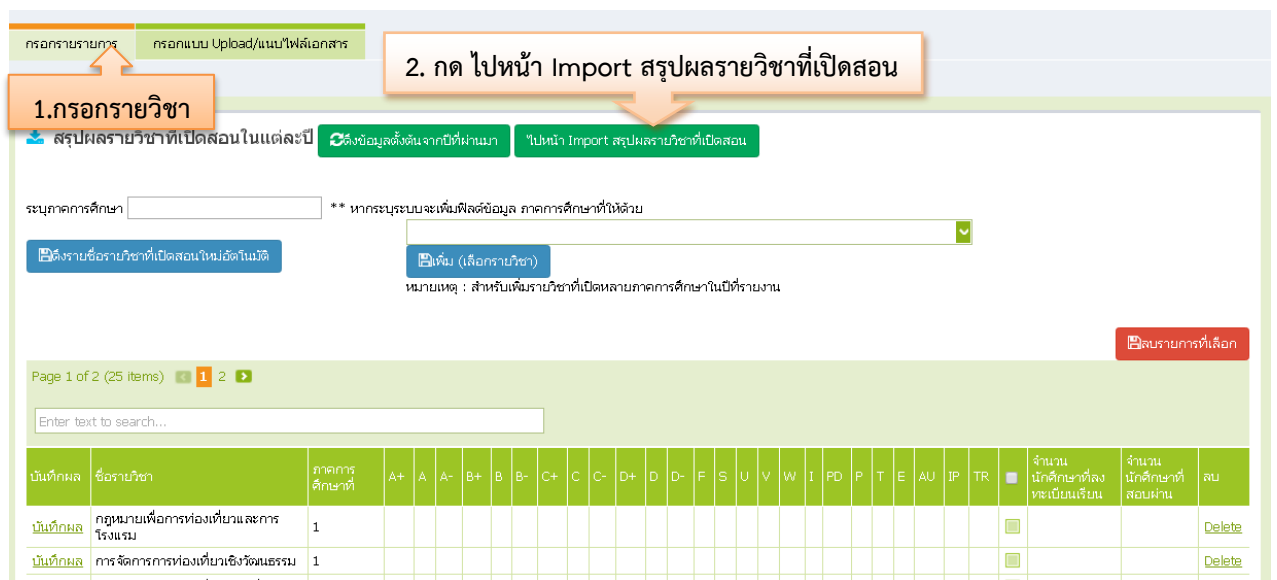 กรอกรายรายการ
กรอกแบบ Upload/แนบไฟล์เอกสาร
2. กด ไปหน้า Import สรุปผลรายวิชาที่เปิดสอน
1.กรอกรายวิชา
สรุปผลรายวิชาที่เปิดสอนในแต่ละปี
ดึงข้อมูลตั้งต้นจากปีที่ผ่านมา
ไปหน้า Import สรุปผลรายวิชาที่เปิดสอน
ระบุภาคการศึกษา
** หากระบุระบบจะเพิ่มฟิลด์ข้อมูล ภาคการศึกษาที่ให้ด้วย
ดึงรายชื่อรายวิชาที่เปิดสอนใหม่อัตโนมัติ
เพิ่ม (เลือกรายวิชา)
หมายเหตุ : สำหรับเพิ่มรายวิชาที่เปิดหลายภาคการศึกษาในปีที่รายงาน
ลบรายการที่เลือก
Page 1 of 2 (25 items) 1 2
Enter text to search...
บันทึกผล ชื่อรายวิชา ภาคการ
ศึกษาที่ A+ A A- B+ B B- C+ C C- D+ D D- F S U V W I PD P T E AU IP TR จำนวน
นักศึกษาที่ลง
ทะเบียนเรียน จำนวน
นักศึกษาที่
สอบผ่าน ลบ
บันทึกผล กฎหมายเพื่อการท่องเที่ยวและการ
โรงแรม 1 Delete
บันทึกผล การจัดการการท่องเที่ยวเชิงวัฒนธรรม 1 Delete